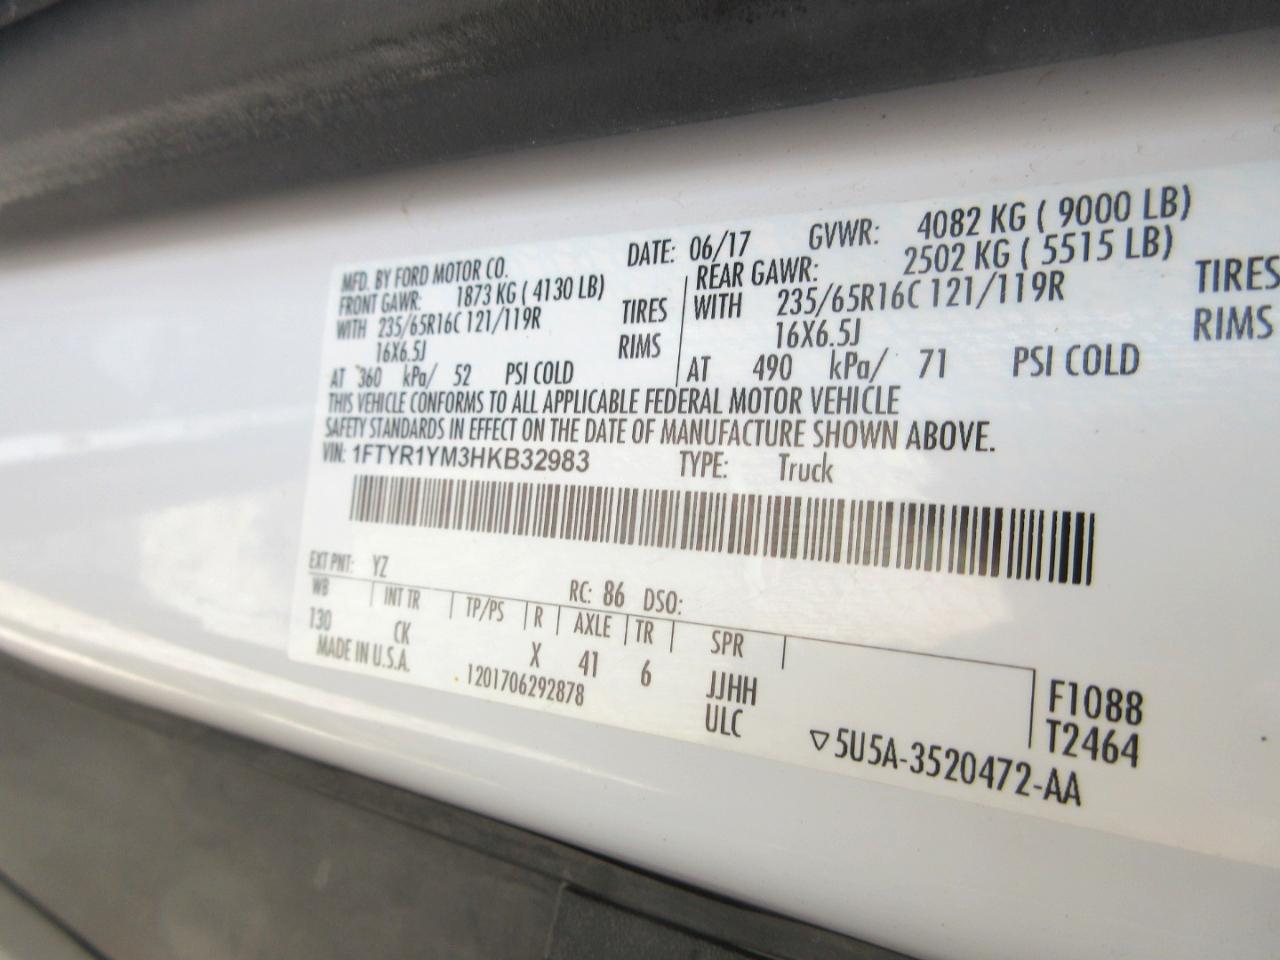 MFD. BY FORD MOTOR CO. DATE: 06/17 GVWR: 4082 KG ( 9000 LB)
FRONT GAWR: 1873 KG ( 4130 LB) REAR GAWR: 2502 KG ( 5515 LB)
WITH 235/65R16C 121/119R TIRES WITH 235/65R16C 121/119R TIRES
16X6.5J RIMS 16X6.5J RIMS
AT 360 kPa/ 52 PSI COLD AT 490 kPa/ 71 PSI COLD
THIS VEHICLE CONFORMS TO ALL APPLICABLE FEDERAL MOTOR VEHICLE
SAFETY STANDARDS IN EFFECT ON THE DATE OF MANUFACTURE SHOWN ABOVE.
VIN: 1FTYR1YM3HKB32983 TYPE: Truck
EXT PNT: YZ RC: 86 DSO:
WB INT TR TP/PS R AXLE TR SPR
130 CK X 41 6 JJHH F1088
MADE IN U.S.A. 1201706292878 ULC T2464
▽5U5A-3520472-AA